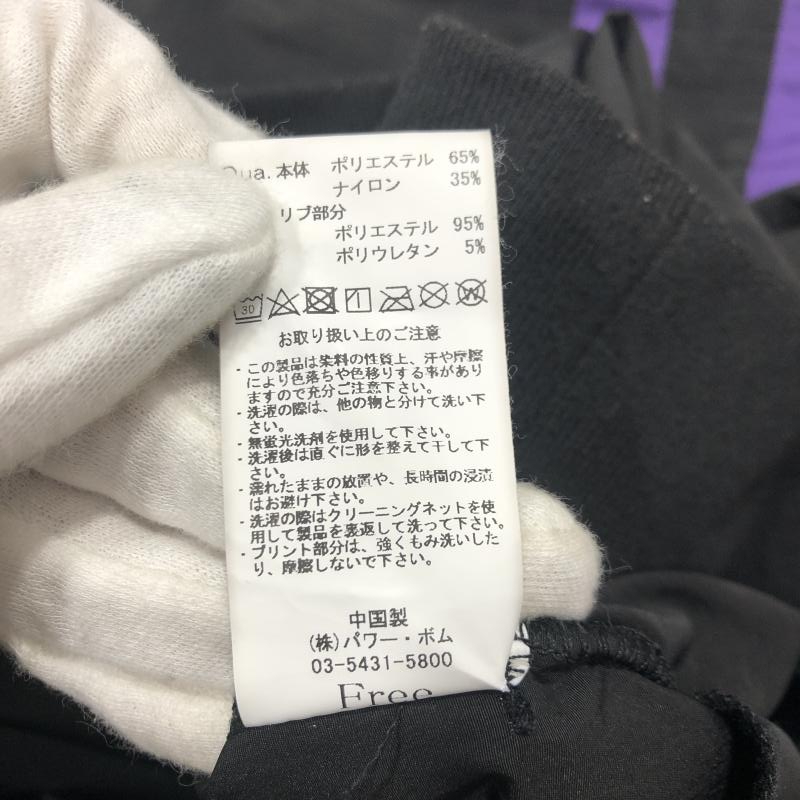 Qua. 本体 ポリエステル 65%
ナイロン 35%
リブ部分
ポリエステル 95%
ポリウレタン 5%
30
お取り扱い上のご注意
・この製品は染料の性質上、汗や摩擦
により色落ちや色移りする事があり
ますので充分ご注意下さい。
・洗濯の際は、他の物と分けて洗い下
さい。
・無蛍光洗剤を使用して下さい。
・洗濯後は直ぐに形を整えて干して下
さい。
・濡れたままの放置や、長時間の浸漬
はお避け下さい。
・洗濯の際はクリーニングネットを使
用して製品を裏返して洗って下さい。
・プリント部分は、強くもみ洗いした
り、摩擦しないで下さい。
中国製
(株)パワー・ボム
03-5431-5800
Free